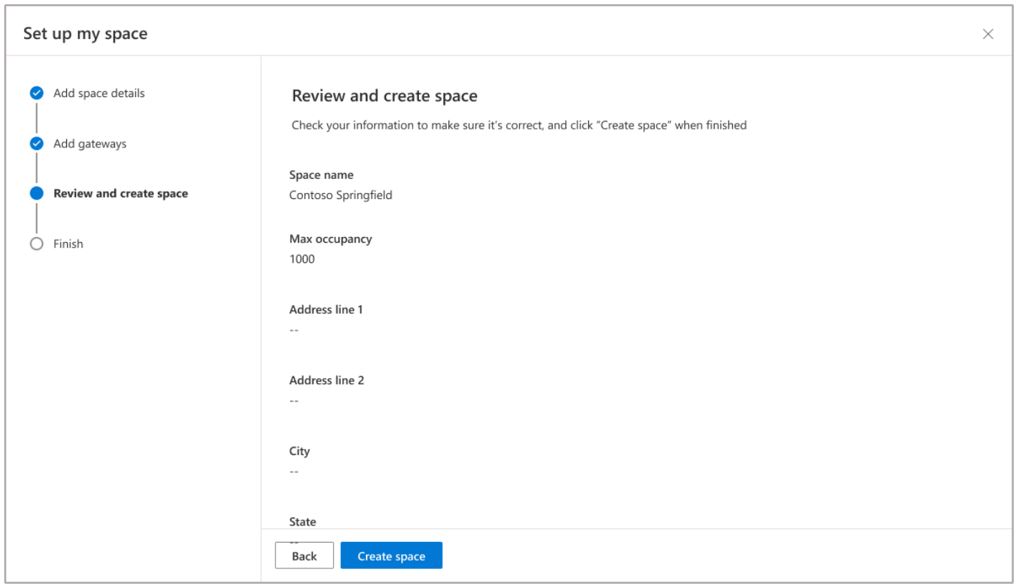 Set up my space
Add space details
Add gateways
Review and create space
Finish
Review and create space
Check your information to make sure it's correct, and click "Create space" when finished
Space name
Contoso Springfield
Max occupancy
1000
Address line 1
--
Address line 2
--
City
--
State
--
Back
Create space